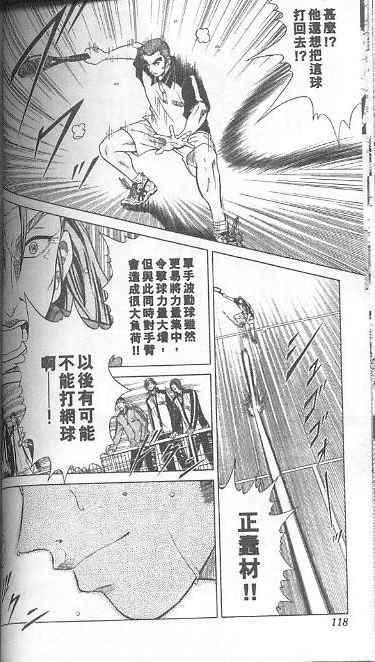 甚麼!?
他還想把這球
打回去!?
單手波動球雖然
更易將力量集中，
令擊球力量大增，
但與此同時對手臂
會造成很大負荷!!
以後有可能
不能打網球
啊——!
正蠢材!!
118